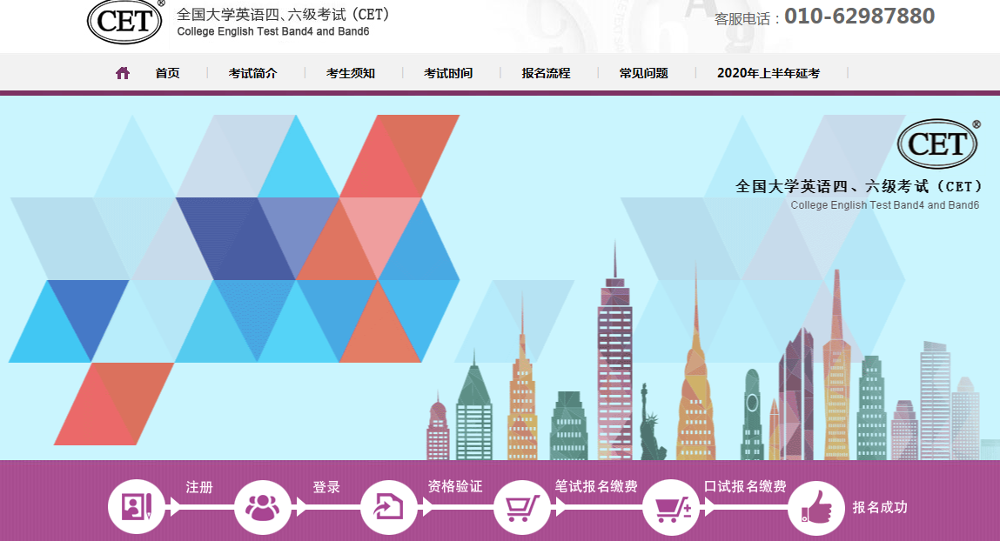 CET®
全国大学英语四、六级考试（CET）
College English Test Band4 and Band6
客服电话：010-62987880
首页
考试简介
考生须知
考试时间
报名流程
常见问题
2020年上半年延考
CET®
全国大学英语四、六级考试（CET）
College English Test Band4 and Band6
注册
登录
资格验证
笔试报名缴费
口试报名缴费
报名成功